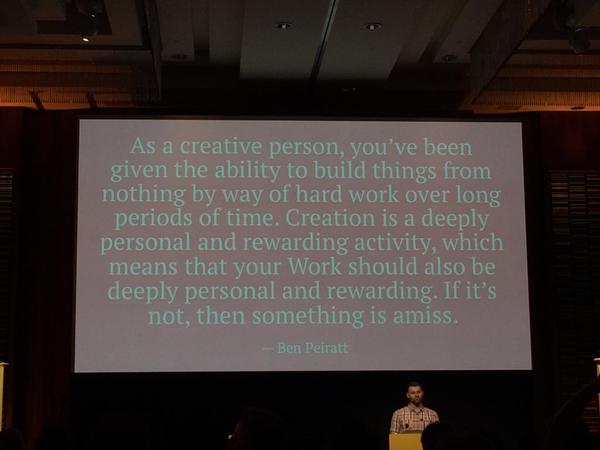 As a creative person, you’ve been
given the ability to build things from
nothing by way of hard work over long
periods of time. Creation is a deeply
personal and rewarding activity, which
means that your Work should also be
deeply personal and rewarding. If it’s
not, then something is amiss.
— Ben Peiratt